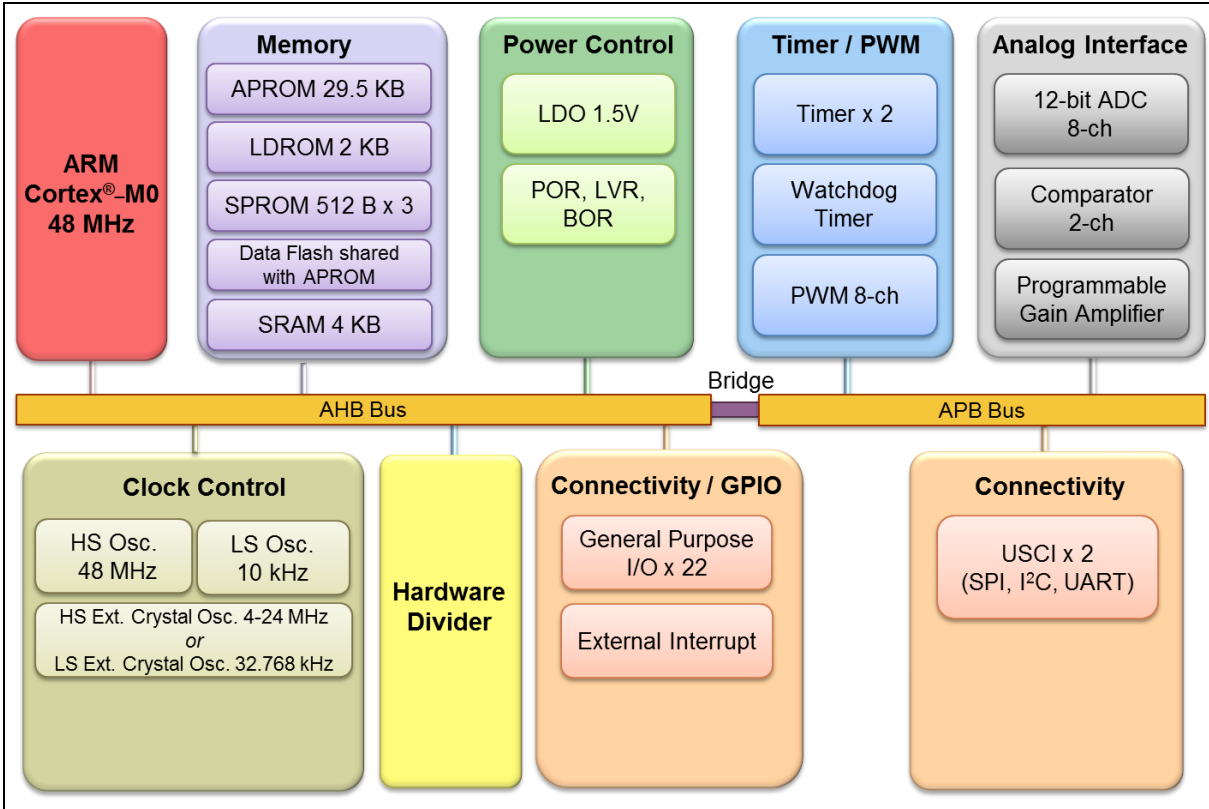 ARM
Cortex®–M0
48 MHz
Memory
APROM 29.5 KB
LDROM 2 KB
SPROM 512 B x 3
Data Flash shared
with APROM
SRAM 4 KB
Power Control
LDO 1.5V
POR, LVR,
BOR
Timer / PWM
Timer x 2
Watchdog
Timer
PWM 8-ch
Analog Interface
12-bit ADC
8-ch
Comparator
2-ch
Programmable
Gain Amplifier
AHB Bus
Bridge
APB Bus
Clock Control
HS Osc.
48 MHz
LS Osc.
10 kHz
HS Ext. Crystal Osc. 4-24 MHz
or
LS Ext. Crystal Osc. 32.768 kHz
Hardware
Divider
Connectivity / GPIO
General Purpose
I/O x 22
External Interrupt
Connectivity
USCI x 2
(SPI, I²C, UART)